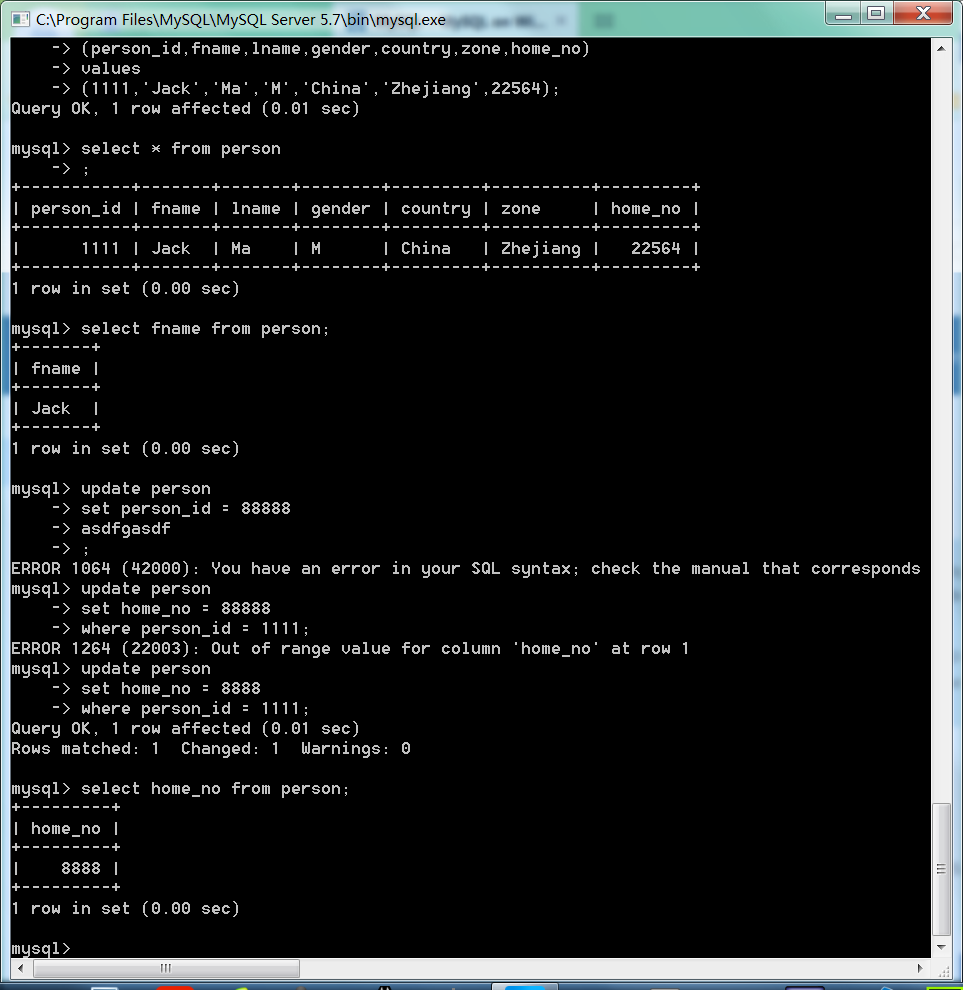 C:\Program Files\MySQL\MySQL Server 5.7\bin\mysql.exe
    -> (person_id,fname,lname,gender,country,zone,home_no)
    -> values
    -> (1111,'Jack','Ma','M','China','Zhejiang',22564);
Query OK, 1 row affected (0.01 sec)
mysql> select * from person
    -> ;
+-----------+-------+-------+--------+---------+----------+---------+
| person_id | fname | lname | gender | country | zone     | home_no |
+-----------+-------+-------+--------+---------+----------+---------+
|      1111 | Jack  | Ma    | M      | China   | Zhejiang |   22564 |
+-----------+-------+-------+--------+---------+----------+---------+
1 row in set (0.00 sec)
mysql> select fname from person;
+-------+
| fname |
+-------+
| Jack  |
+-------+
1 row in set (0.00 sec)
mysql> update person
    -> set person_id = 88888
    -> asdfgasdf
    -> ;
ERROR 1064 (42000): You have an error in your SQL syntax; check the manual that corresponds
mysql> update person
    -> set home_no = 88888
    -> where person_id = 1111;
ERROR 1264 (22003): Out of range value for column 'home_no' at row 1
mysql> update person
    -> set home_no = 8888
    -> where person_id = 1111;
Query OK, 1 row affected (0.01 sec)
Rows matched: 1  Changed: 1  Warnings: 0
mysql> select home_no from person;
+---------+
| home_no |
+---------+
|    8888 |
+---------+
1 row in set (0.00 sec)
mysql>